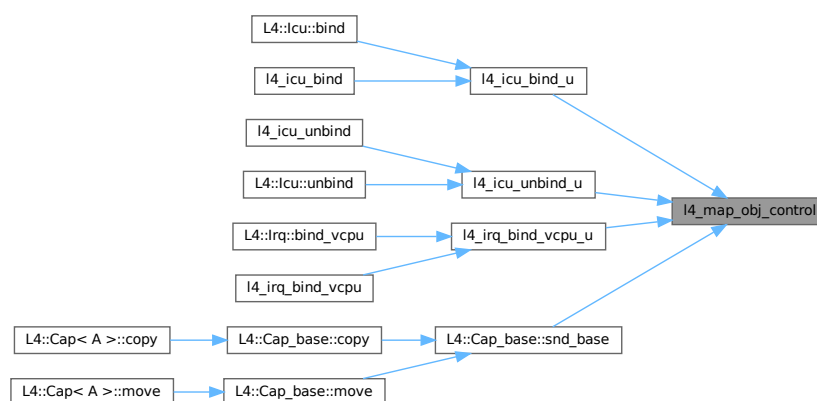 L4::Icu::bind
l4_icu_bind
l4_icu_bind_u
l4_icu_unbind
L4::Icu::unbind
l4_icu_unbind_u
l4_map_obj_control
L4::Irq::bind_vcpu
l4_irq_bind_vcpu_u
l4_irq_bind_vcpu
L4::Cap< A >::copy
L4::Cap_base::copy
L4::Cap_base::snd_base
L4::Cap< A >::move
L4::Cap_base::move